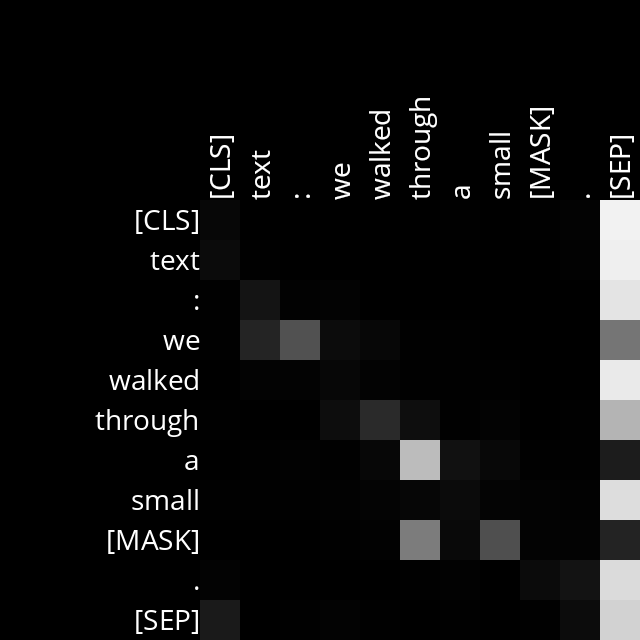 [CLS] text : we walked through a small [MASK] . [SEP]
[CLS]
text
:
we
walked
through
a
small
[MASK]
.
[SEP]